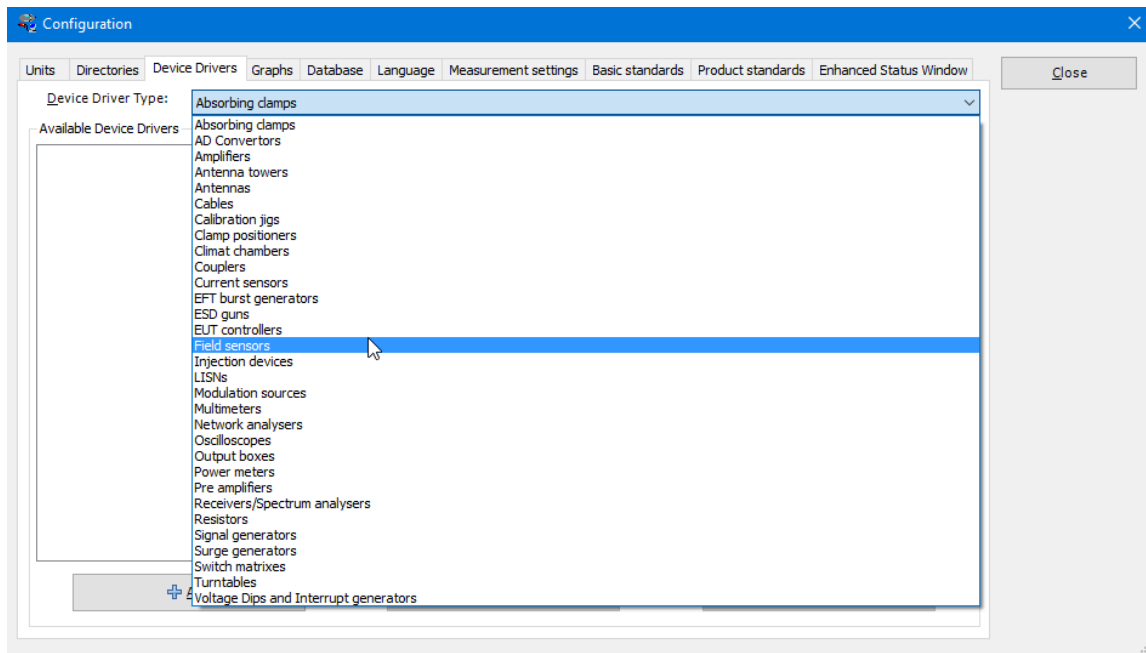 Configuration
Units Directories Device Drivers Graphs Database Language Measurement settings Basic standards Product standards Enhanced Status Window
Close
Device Driver Type: Absorbing clamps
Available Device Drivers
Absorbing clamps
AD Convertors
Amplifiers
Antenna towers
Antennas
Cables
Calibration jigs
Clamp positioners
Climat chambers
Couplers
Current sensors
EFT burst generators
ESD guns
EUT controllers
Field sensors
Injection devices
LISNs
Modulation sources
Multimeters
Network analysers
Oscilloscopes
Output boxes
Power meters
Pre amplifiers
Receivers/Spectrum analysers
Resistors
Signal generators
Surge generators
Switch matrixes
Turntables
Voltage Dips and Interrupt generators